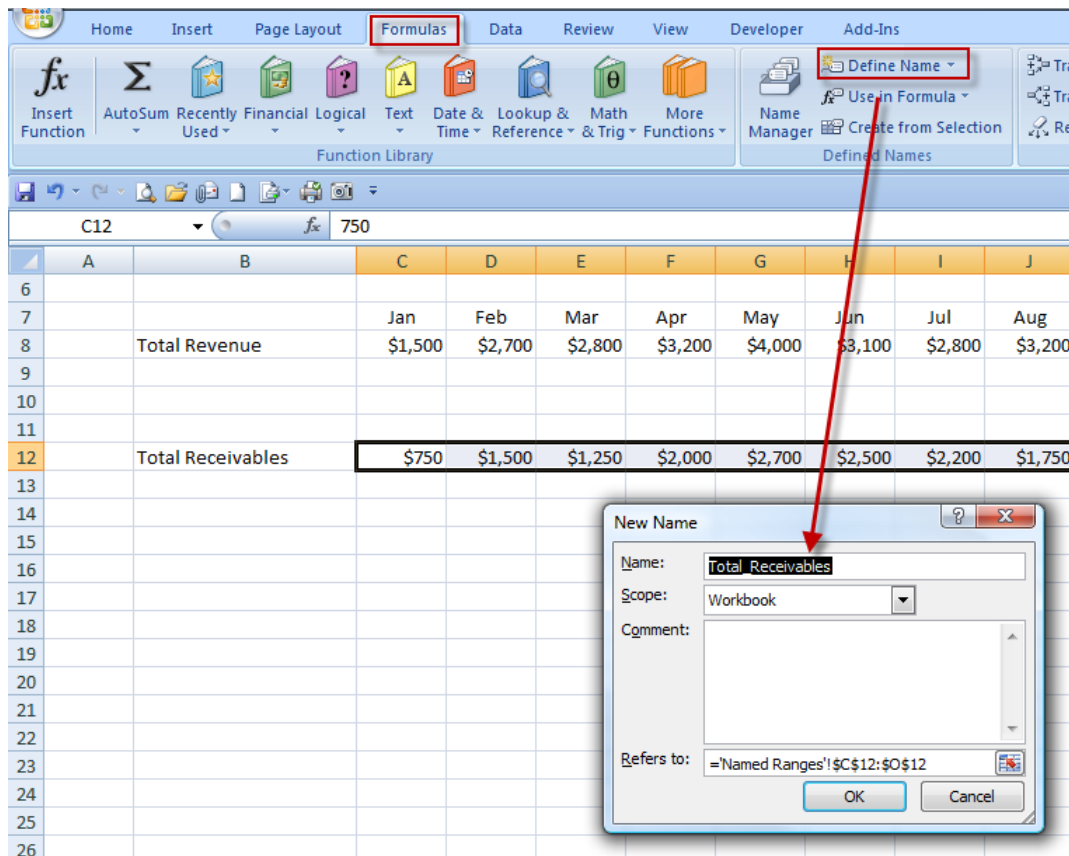 Home Insert Page Layout Formulas Data Review View Developer Add-Ins
fx Σ ? A θ
Insert Function
AutoSum
Recently Used
Financial
Logical
Text
Date & Time
Lookup & Reference
Math & Trig
More Functions
Function Library
Name Manager
Define Name
fx Use in Formula
Create from Selection
Defined Names
Tra
Tra
Re
C12 fx 750
A B C D E F G H I J
6
7 Jan Feb Mar Apr May Jun Jul Aug
8 Total Revenue $1,500 $2,700 $2,800 $3,200 $4,000 $3,100 $2,800 $3,200
9
10
11
12 Total Receivables $750 $1,500 $1,250 $2,000 $2,700 $2,500 $2,200 $1,750
13
14
15
16
17
18
19
20
21
22
23
24
25
26
New Name ? X
Name: Total_Receivables
Scope: Workbook
Comment:
Refers to: ='Named Ranges'!$C$12:$O$12
OK Cancel